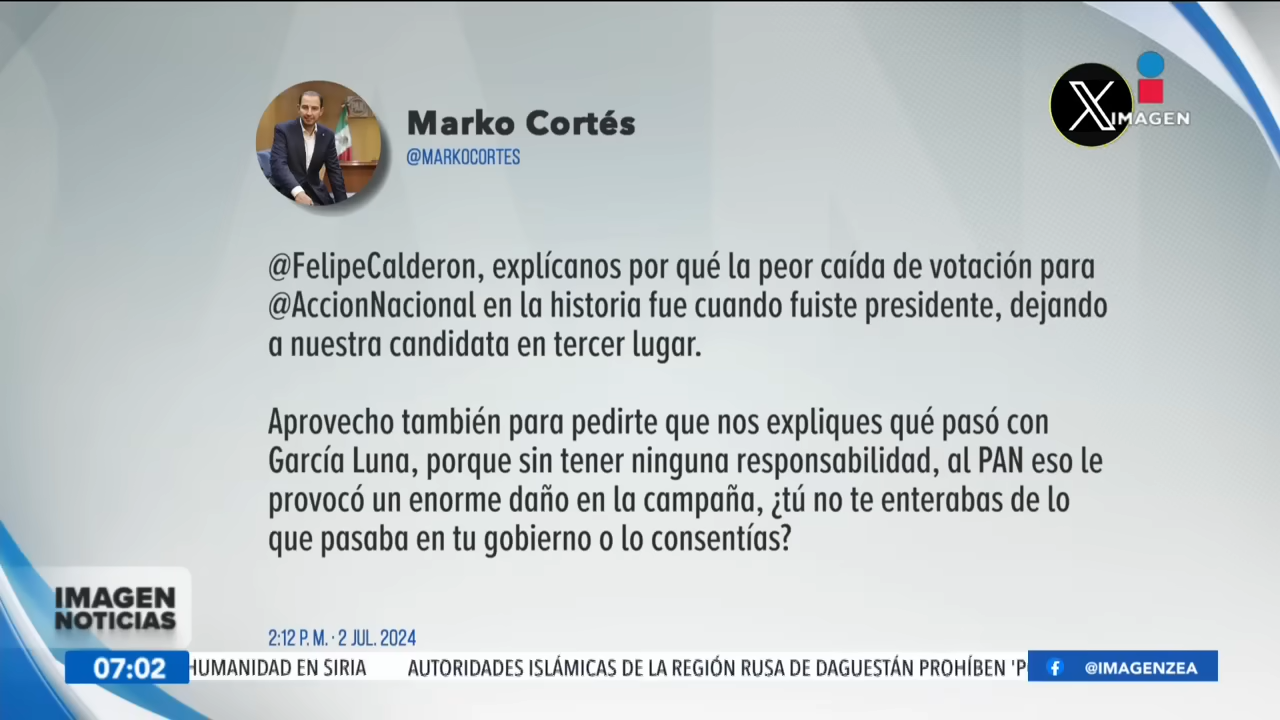 Marko Cortés
@MARKOCORTES
X
IMAGEN
@FelipeCalderon, explícanos por qué la peor caída de votación para
@AccionNacional en la historia fue cuando fuiste presidente, dejando
a nuestra candidata en tercer lugar.
Aprovecho también para pedirte que nos expliques qué pasó con
García Luna, porque sin tener ninguna responsabilidad, al PAN eso le
provocó un enorme daño en la campaña, ¿tú no te enterabas de lo
que pasaba en tu gobierno o lo consentías?
2:12 P. M. · 2 JUL. 2024
IMAGEN
NOTICIAS
07:02
HUMANIDAD EN SIRIA AUTORIDADES ISLÁMICAS DE LA REGIÓN RUSA DE DAGUESTÁN PROHÍBEN
@IMAGENZEA